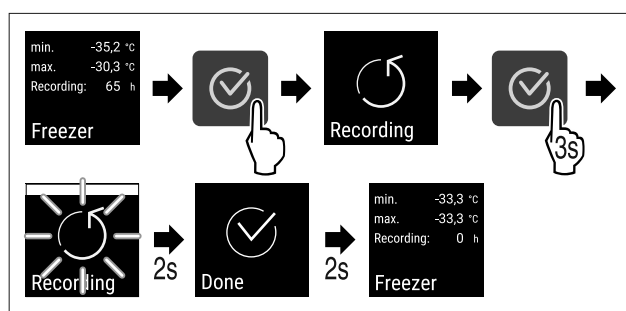 min. -35,2 °C
max. -30,3 °C
Recording: 65 h
Freezer
Recording
3s
Recording
2s
Done
2s
min. -33,3 °C
max. -33,3 °C
Recording: 0 h
Freezer